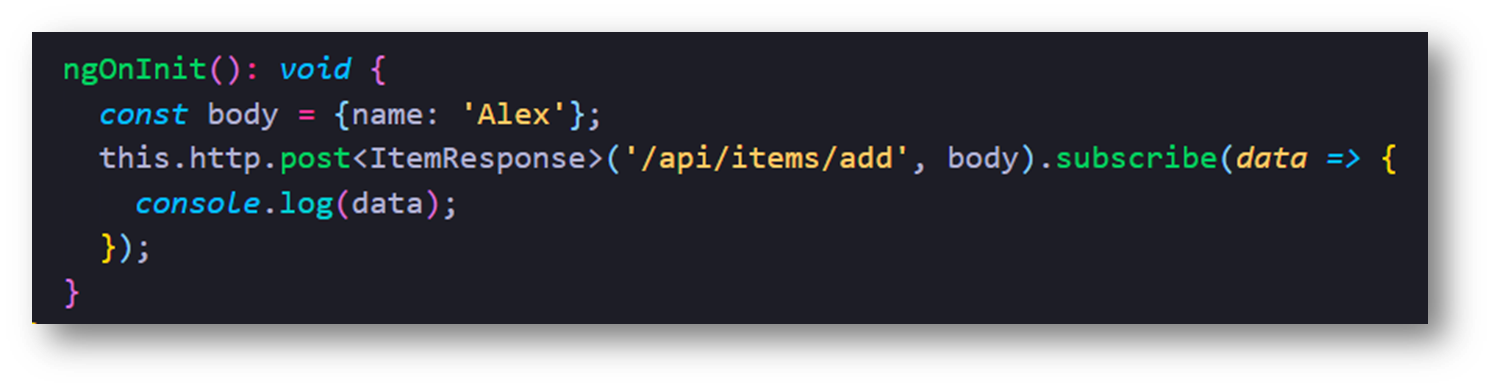 ngOnInit(): void {
  const body = {name: 'Alex'};
  this.http.post<ItemResponse>('/api/items/add', body).subscribe(data => {
    console.log(data);
  });
}